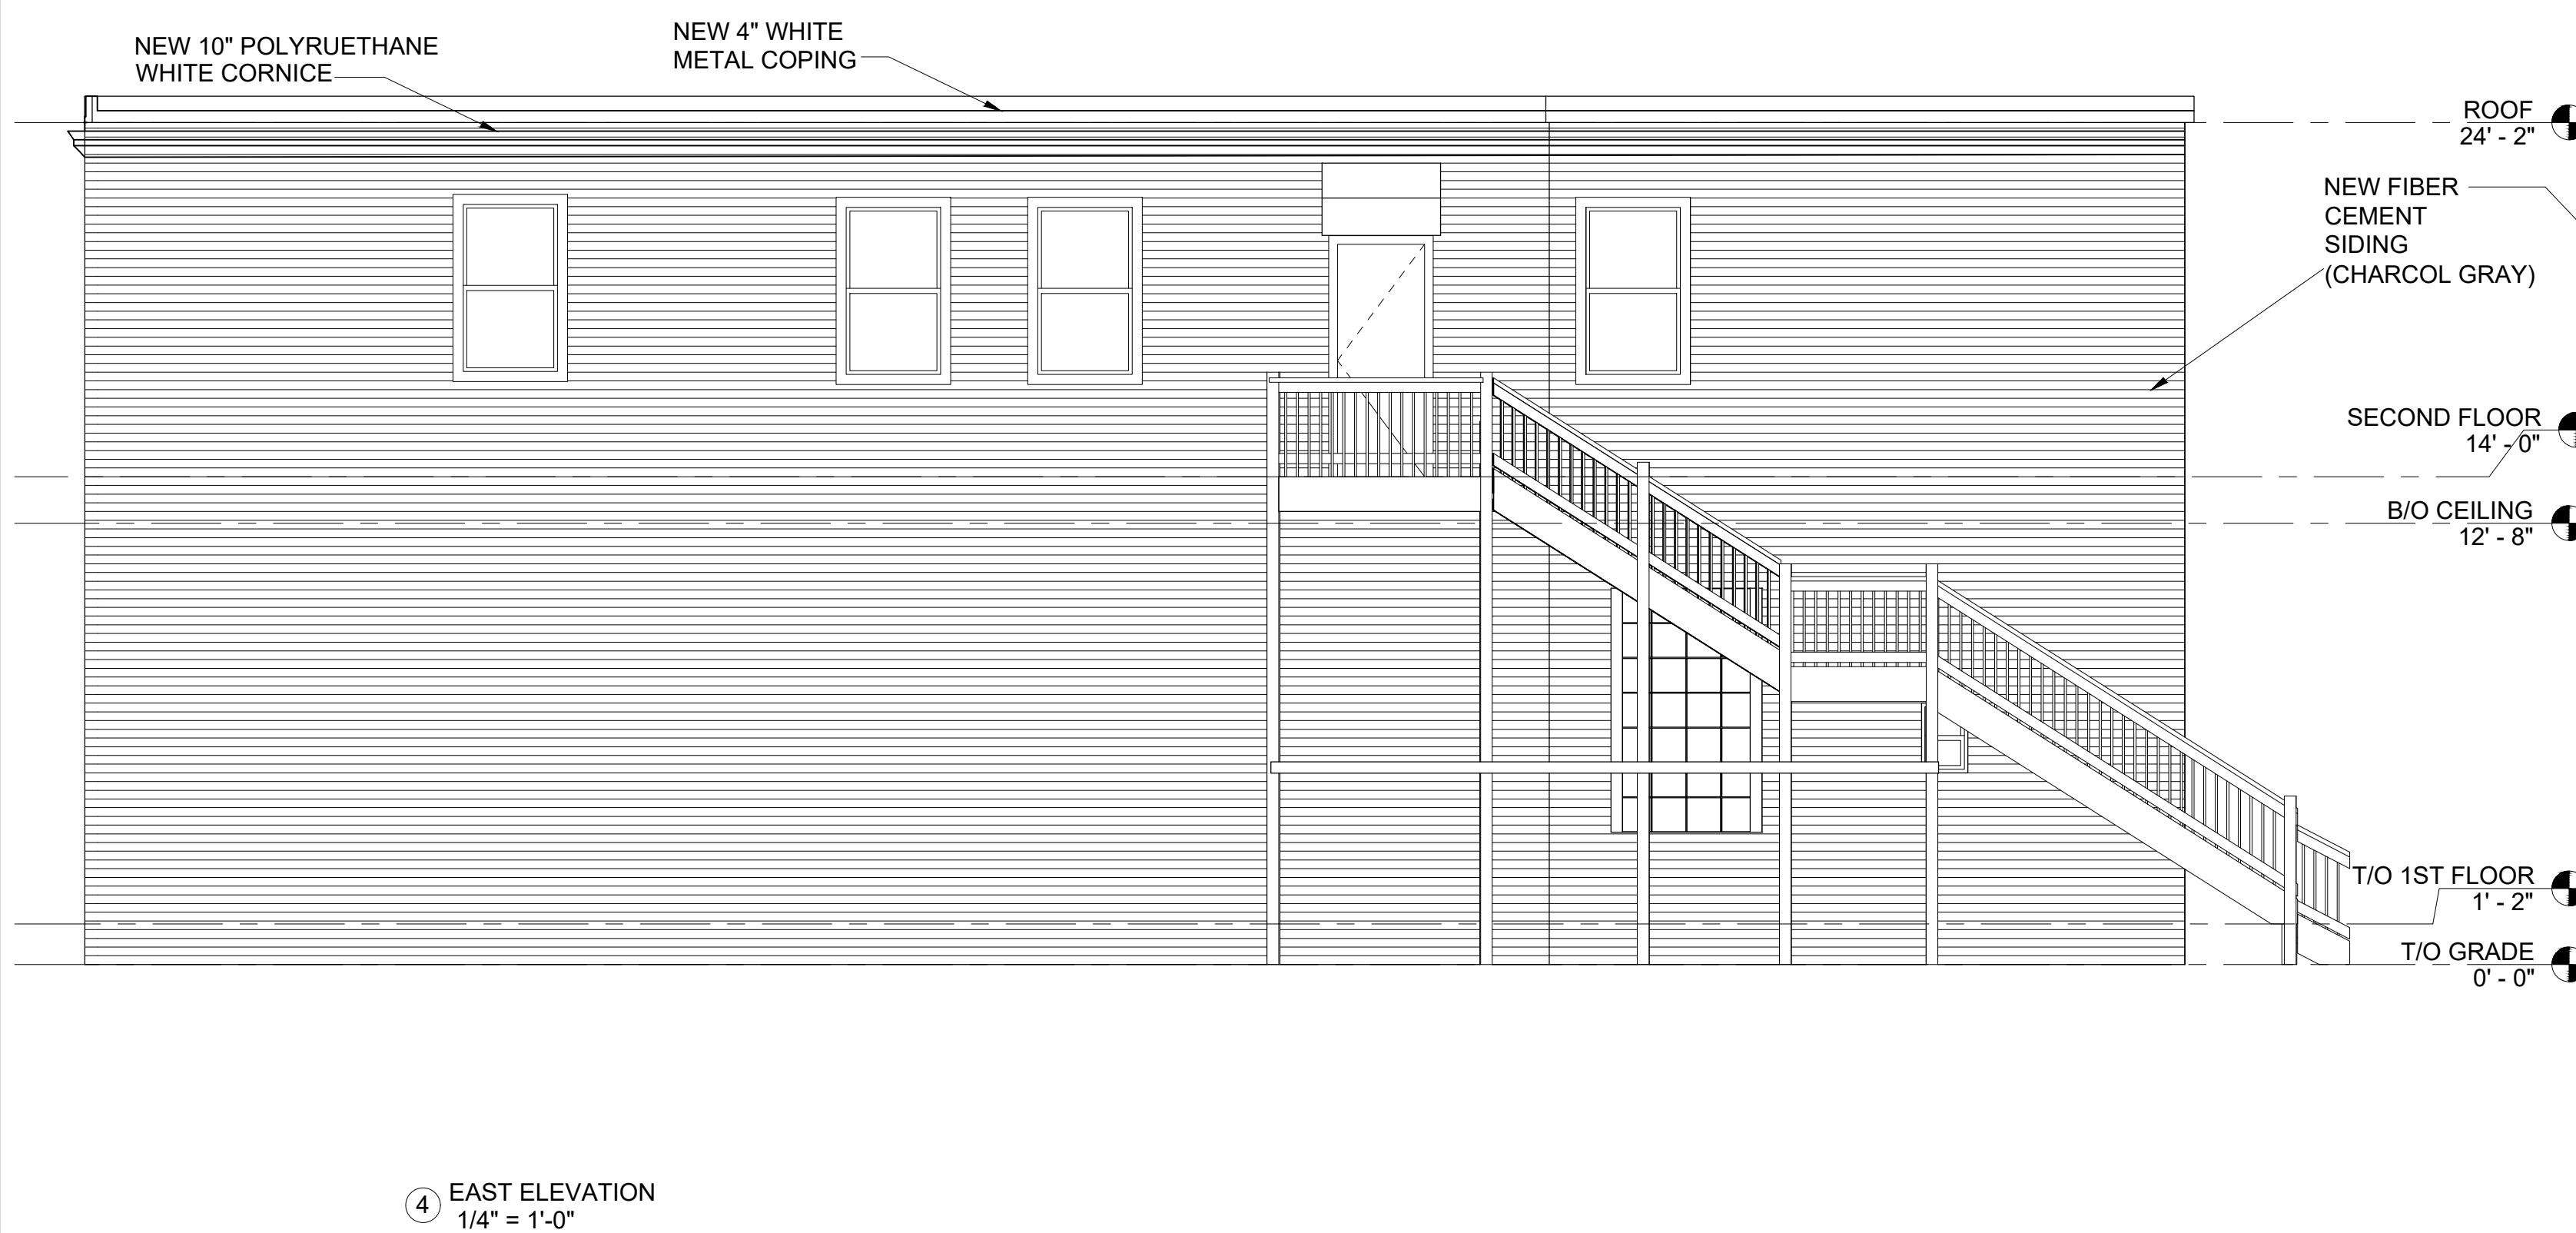 NEW 10" POLYRUETHANE
WHITE CORNICE
NEW 4" WHITE
METAL COPING
ROOF
24' - 2"
NEW FIBER
CEMENT
SIDING
(CHARCOL GRAY)
SECOND FLOOR
14' - 0"
B/O CEILING
12' - 8"
T/O 1ST FLOOR
1' - 2"
T/O GRADE
0' - 0"
4
EAST ELEVATION
1/4" = 1'-0"